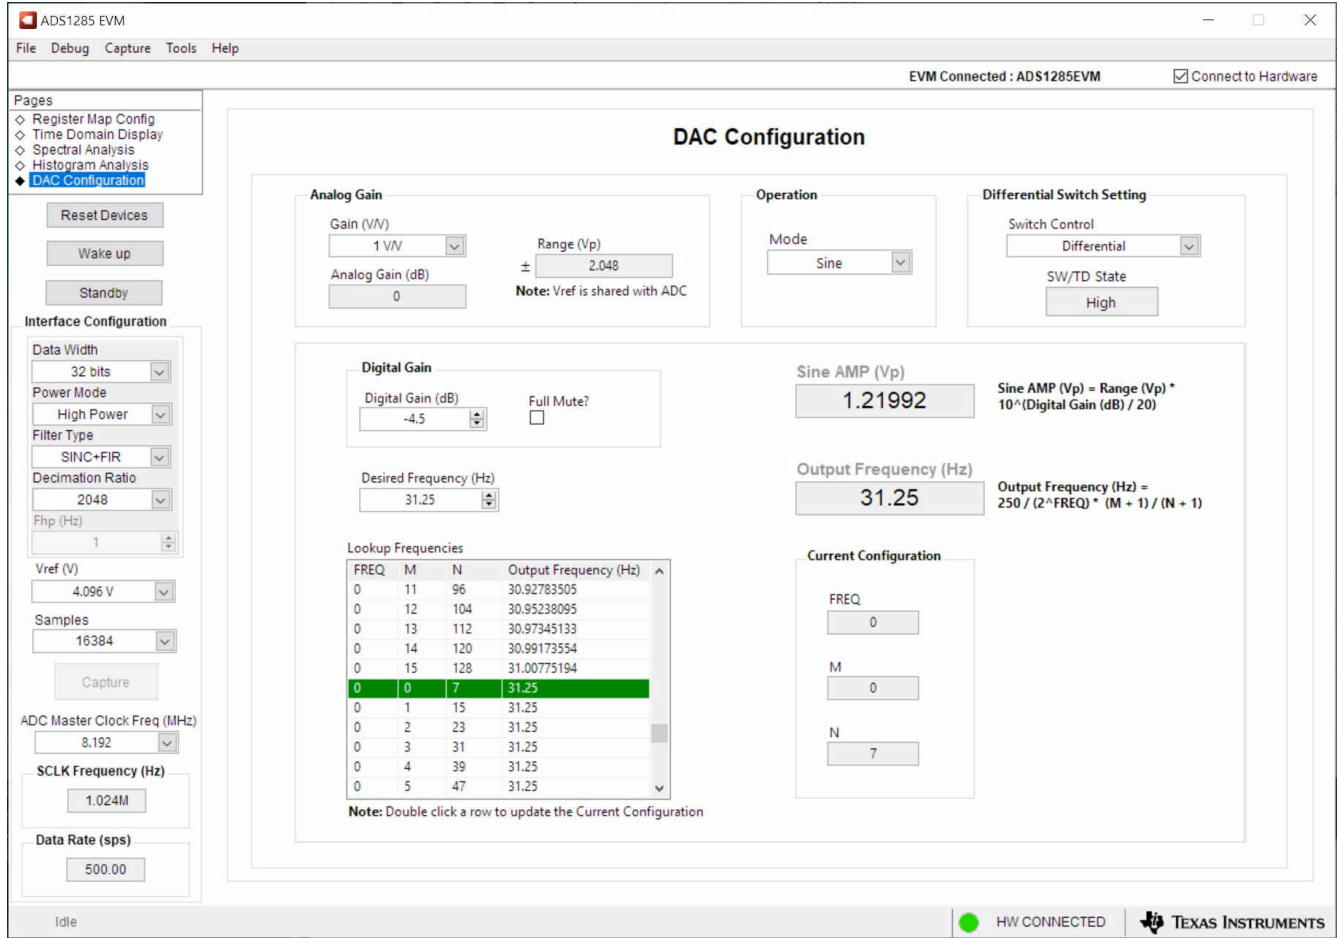 ADS1285 EVM
File Debug Capture Tools Help
EVM Connected : ADS1285EVM Connect to Hardware
Pages
Register Map Config
Time Domain Display
Spectral Analysis
Histogram Analysis
DAC Configuration
Reset Devices
Wake up
Standby
Interface Configuration
Data Width
32 bits
Power Mode
High Power
Filter Type
SINC+FIR
Decimation Ratio
2048
Fhp (Hz)
1
Vref (V)
4.096 V
Samples
16384
Capture
ADC Master Clock Freq (MHz)
8.192
SCLK Frequency (Hz)
1.024M
Data Rate (sps)
500.00
DAC Configuration
Analog Gain
Gain (V/V)
1 V/V
Analog Gain (dB)
0
Range (Vp)
± 2.048
Note: Vref is shared with ADC
Operation
Mode
Sine
Differential Switch Setting
Switch Control
Differential
SW/TD State
High
Digital Gain
Digital Gain (dB)
-4.5
Full Mute?
Desired Frequency (Hz)
31.25
Sine AMP (Vp)
1.21992
Sine AMP (Vp) = Range (Vp) *
10^(Digital Gain (dB) / 20)
Output Frequency (Hz)
31.25
Output Frequency (Hz) =
250 / (2^FREQ) * (M + 1) / (N + 1)
Lookup Frequencies
FREQ M N Output Frequency (Hz)
0 11 96 30.92783505
0 12 104 30.95238095
0 13 112 30.97345133
0 14 120 30.99173554
0 15 128 31.00775194
0 0 7 31.25
0 1 15 31.25
0 2 23 31.25
0 3 31 31.25
0 4 39 31.25
0 5 47 31.25
Note: Double click a row to update the Current Configuration
Current Configuration
FREQ
0
M
0
N
7
Idle
HW CONNECTED
TEXAS INSTRUMENTS